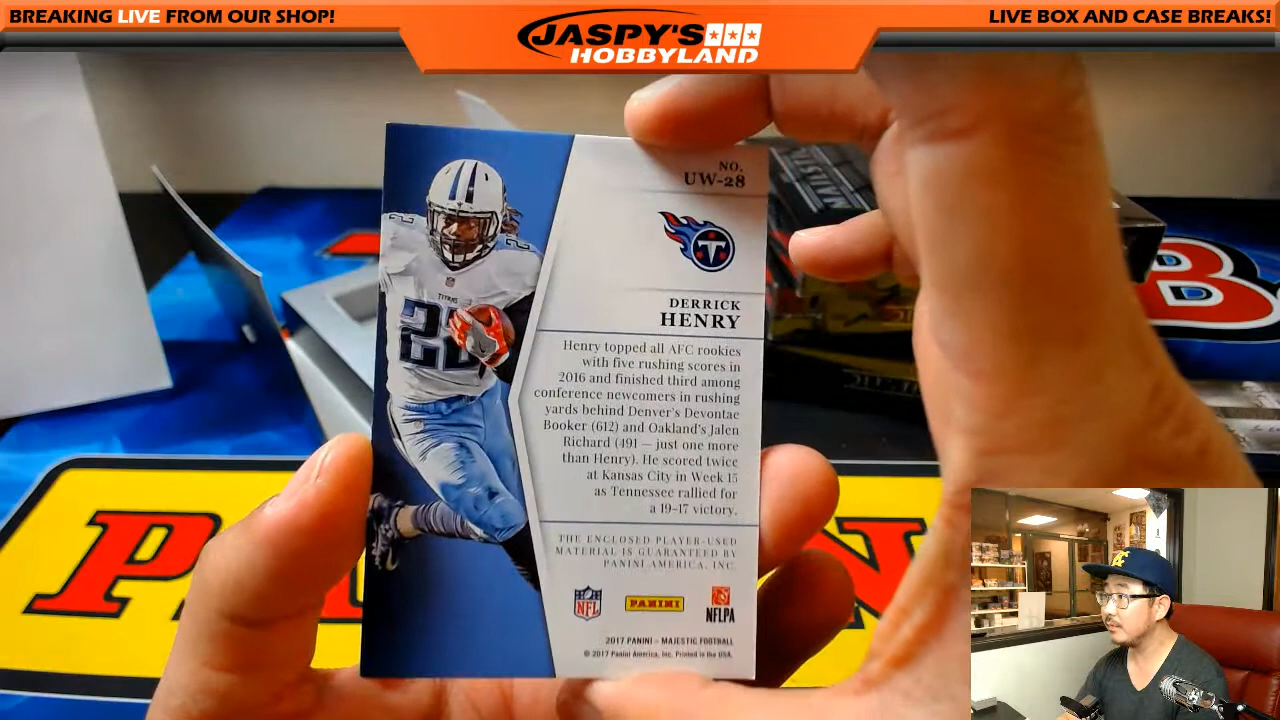 BREAKING LIVE FROM OUR SHOP!
JASPY'S
HOBBYLAND
LIVE BOX AND CASE BREAKS!
NO.
UW-28
T
DERRICK
HENRY
Henry topped all AFC rookies
with five rushing scores in
2016 and finished third among
conference newcomers in rushing
yards behind Denver's Devontae
Booker (612) and Oakland's Jalen
Richard (491 — just one more
than Henry). He scored twice
at Kansas City in Week 15
as Tennessee rallied for
a 19-17 victory.
THE ENCLOSED PLAYER-USED
MATERIAL IS GUARANTEED BY
PANINI AMERICA, INC.
NFL
PANINI
NFLPA
2017 PANINI – MAJESTIC FOOTBALL
© 2017 Panini America, Inc. Printed in the USA.
TITANS
22
22
2
B
P
N